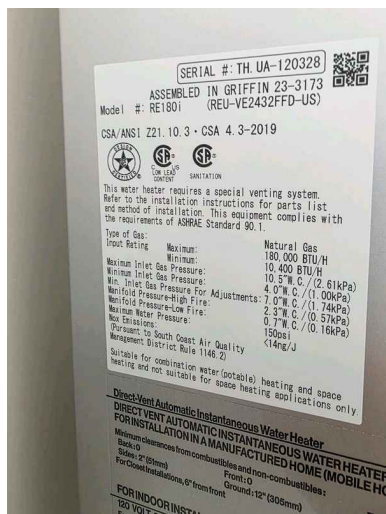 SERIAL #: TH. UA-120328
ASSEMBLED IN GRIFFIN 23-3173
Model #: RE180i (REU-VE2432FFD-US)
CSA/ANSI Z21.10.3 • CSA 4.3-2019
DESIGN CERTIFIED
SA
C US
LOW LEAD CONTENT
SA
SANITATION
This water heater requires a special venting system.
Refer to the installation instructions for parts list
and method of installation. This equipment complies with
the requirements of ASHRAE Standard 90.1.
Type of Gas: Natural Gas
Input Rating Maximum: 180,000 BTU/H
Minimum: 10,400 BTU/H
Maximum Inlet Gas Pressure: 10.5"W.C./(2.61kPa)
Minimum Inlet Gas Pressure: 4.0"W.C./(1.00kPa)
Min. Inlet Gas Pressure For Adjustments: 7.0"W.C./(1.74kPa)
Manifold Pressure-High Fire: 2.3"W.C./(0.57kPa)
Manifold Pressure-Low Fire: 0.7"W.C./(0.16kPa)
Maximum Water Pressure: 150psi
Nox Emissions: <14ng/J
(Pursuant to South Coast Air Quality
Management District Rule 1146.2)
Suitable for combination water(potable) heating and space
heating and not suitable for space heating applications only.
Direct-Vent Automatic Instantaneous Water Heater
DIRECT VENT AUTOMATIC INSTANTANEOUS WATER HEATER
FOR INSTALLATION IN A MANUFACTURED HOME (MOBILE HO
Minimum clearances from combustibles and non-combustibles:
Back:0 Front:0
Sides: 2" (51mm) Ground: 12" (305mm)
For Closet Installations, 6" from front
FOR INDOOR INSTAL
120 VOLT